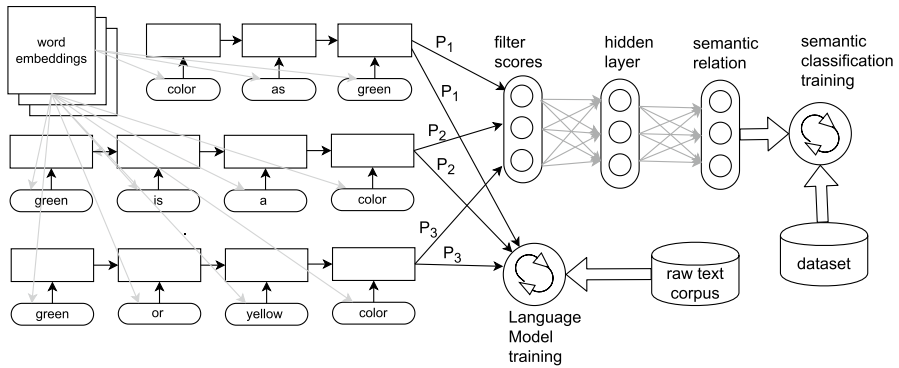 word
embeddings
color
as
green
P1
P1
filter
scores
hidden
layer
semantic
relation
semantic
classification
training
green
is
a
color
P2
P2
green
or
yellow
color
P3
P3
Language
Model
training
raw text
corpus
dataset